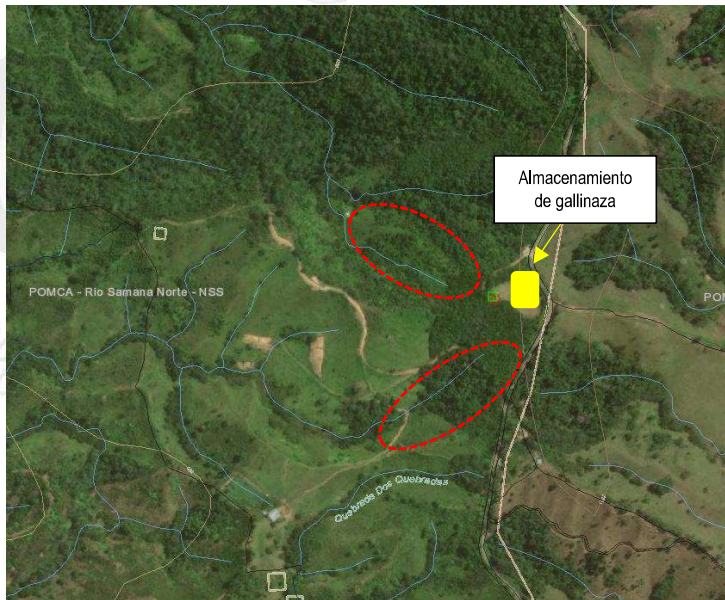 Almacenamiento
de gallinaza
POMCA - Rio Samana Norte - NSS
POM
Quebrada Dos Quebradas